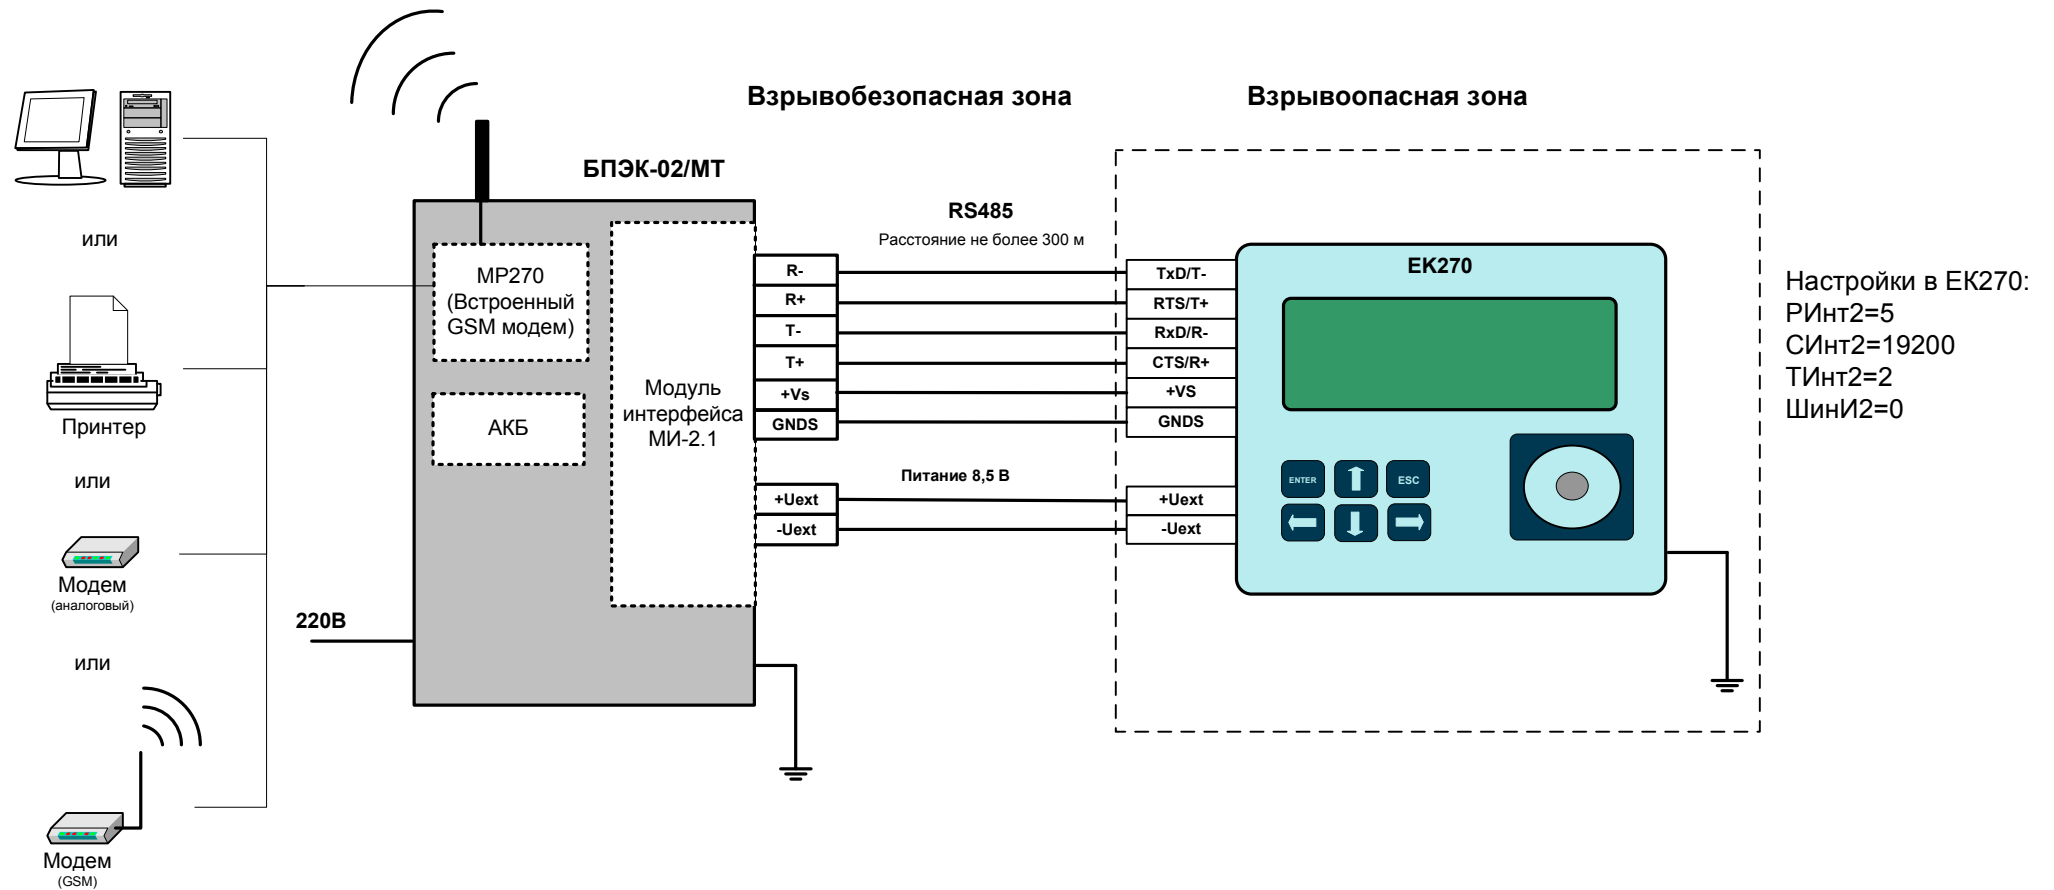 Взрывобезопасная зона
Взрывоопасная зона
БПЭК-02/МТ
или
Принтер
или
Модем
(аналоговый)
или
Модем
(GSM)
220В
МР270
(Встроенный
GSM модем)
АКБ
Модуль
интерфейса
МИ-2.1
R-
R+
T-
T+
+Vs
GNDS
+Uext
-Uext
RS485
Расстояние не более 300 м
Питание 8,5 В
TxD/T-
RTS/T+
RxD/R-
CTS/R+
+VS
GNDS
+Uext
-Uext
EK270
ENTER
ESC
Настройки в ЕК270:
РИнт2=5
СИнт2=19200
ТИнт2=2
ШинИ2=0